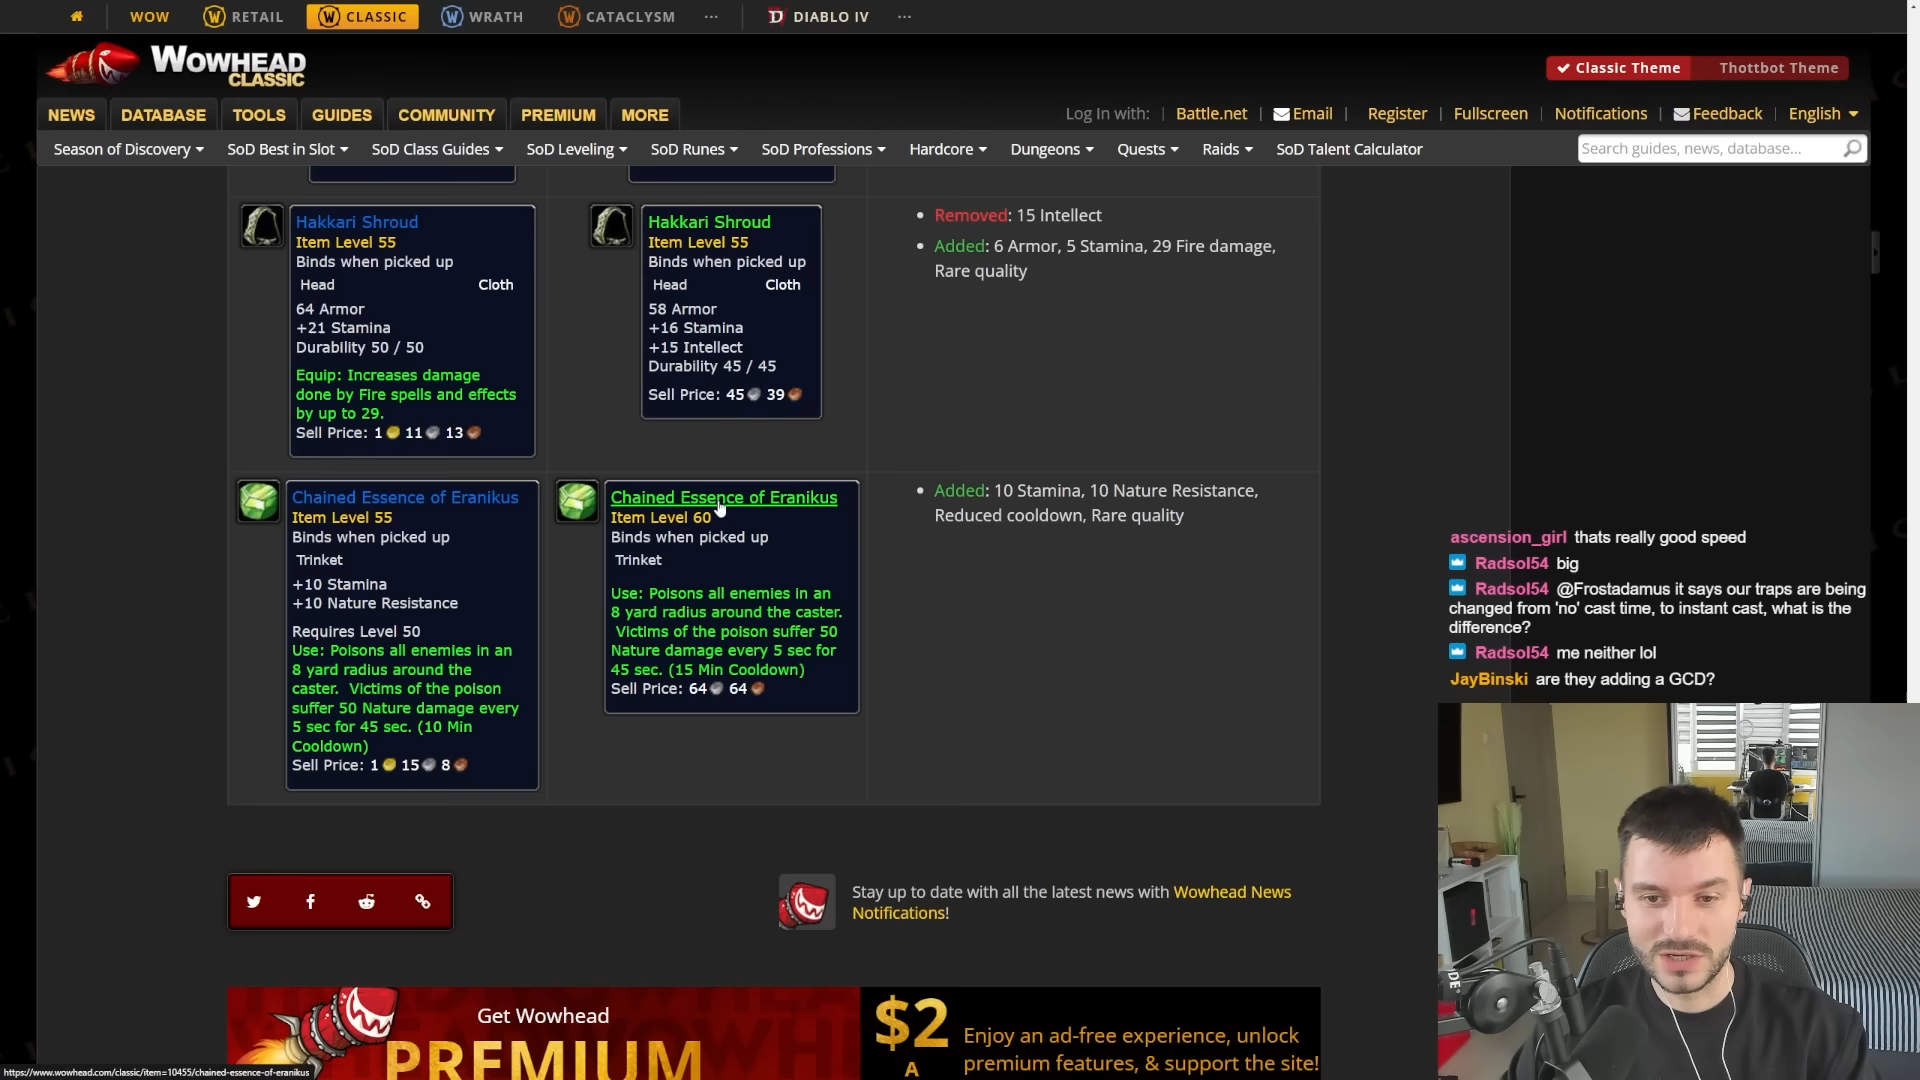 WOW
RETAIL
CLASSIC
WRATH
CATACLYSM
...
DIABLO IV
...
WOWHEAD
CLASSIC
Classic Theme
Thottbot Theme
NEWS
DATABASE
TOOLS
GUIDES
COMMUNITY
PREMIUM
MORE
Log In with:
Battle.net
Email
Register
Fullscreen
Notifications
Feedback
English
Season of Discovery
SoD Best in Slot
SoD Class Guides
SoD Leveling
SoD Runes
SoD Professions
Hardcore
Dungeons
Quests
Raids
SoD Talent Calculator
Search guides, news, database...
Hakkari Shroud
Item Level 55
Binds when picked up
Head Cloth
64 Armor
+21 Stamina
Durability 50 / 50
Equip: Increases damage
done by Fire spells and effects
by up to 29.
Sell Price: 1 11 13
Hakkari Shroud
Item Level 55
Binds when picked up
Head Cloth
58 Armor
+16 Stamina
+15 Intellect
Durability 45 / 45
Sell Price: 45 39
Removed: 15 Intellect
Added: 6 Armor, 5 Stamina, 29 Fire damage,
Rare quality
Chained Essence of Eranikus
Item Level 55
Binds when picked up
Trinket
+10 Stamina
+10 Nature Resistance
Requires Level 50
Use: Poisons all enemies in an
8 yard radius around the
caster. Victims of the poison
suffer 50 Nature damage every
5 sec for 45 sec. (10 Min
Cooldown)
Sell Price: 1 15 8
Chained Essence of Eranikus
Item Level 60
Binds when picked up
Trinket
Use: Poisons all enemies in an
8 yard radius around the caster.
Victims of the poison suffer 50
Nature damage every 5 sec for
45 sec. (15 Min Cooldown)
Sell Price: 64 64
Added: 10 Stamina, 10 Nature Resistance,
Reduced cooldown, Rare quality
ascension_girl thats really good speed
Radsol54 big
Radsol54 @Frostadamus it says our traps are being
changed from 'no' cast time, to instant cast, what is the
difference?
Radsol54 me neither lol
JayBinski are they adding a GCD?
Stay up to date with all the latest news with Wowhead News
Notifications!
Get Wowhead
PREMIUM
$2
A
Enjoy an ad-free experience, unlock
premium features, & support the site!
https://www.wowhead.com/classic/item=10455/chained-essence-of-eranikus